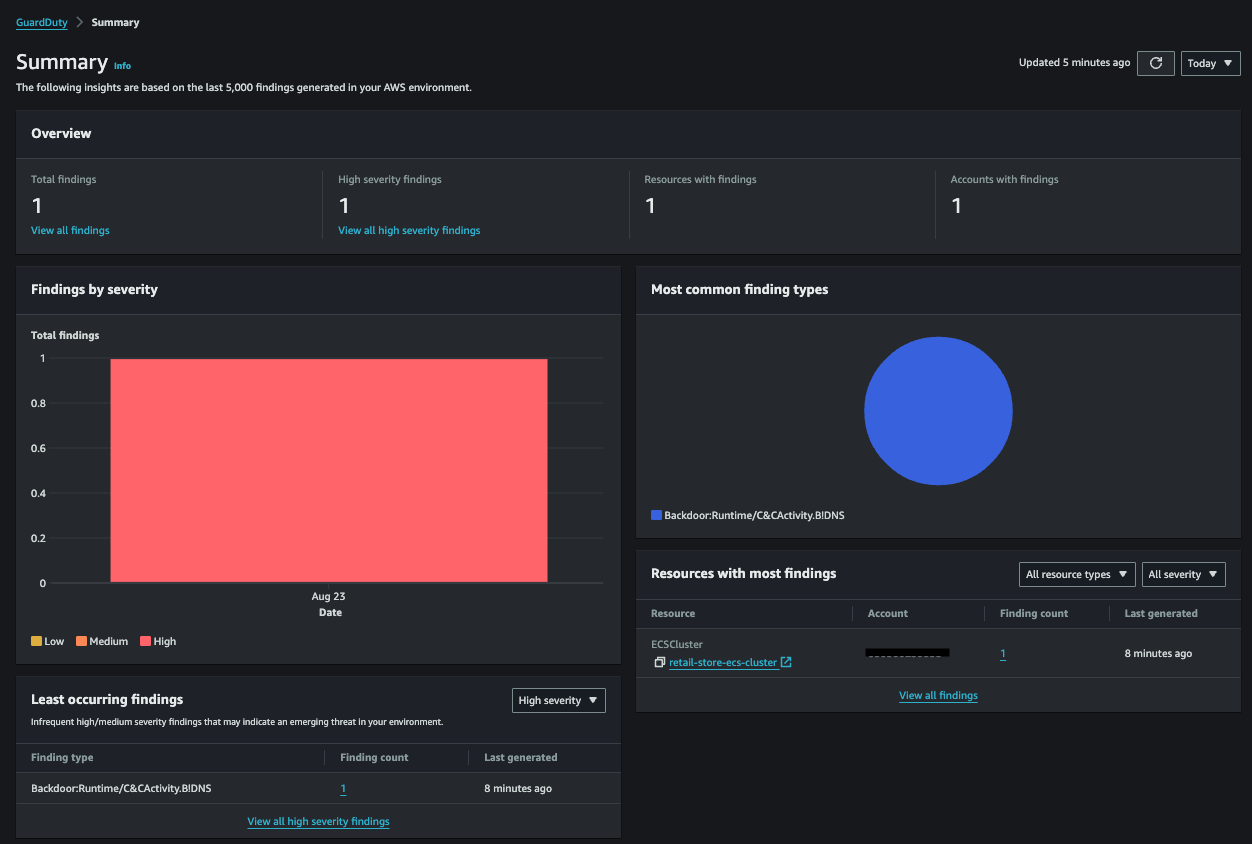 GuardDuty > Summary
Summary Info
Updated 5 minutes ago
Today
The following insights are based on the last 5,000 findings generated in your AWS environment.
Overview
Total findings
1
View all findings
High severity findings
1
View all high severity findings
Resources with findings
1
Accounts with findings
1
Findings by severity
Total findings
1
0.8
0.6
0.4
0.2
0
Aug 23
Date
Low Medium High
Most common finding types
Backdoor:Runtime/C&CActivity.B!DNS
Resources with most findings
All resource types
All severity
Resource Account Finding count Last generated
ECSCluster
retail-store-ecs-cluster 1 8 minutes ago
View all findings
Least occurring findings
High severity
Infrequent high/medium severity findings that may indicate an emerging threat in your environment.
Finding type Finding count Last generated
Backdoor:Runtime/C&CActivity.B!DNS 1 8 minutes ago
View all high severity findings